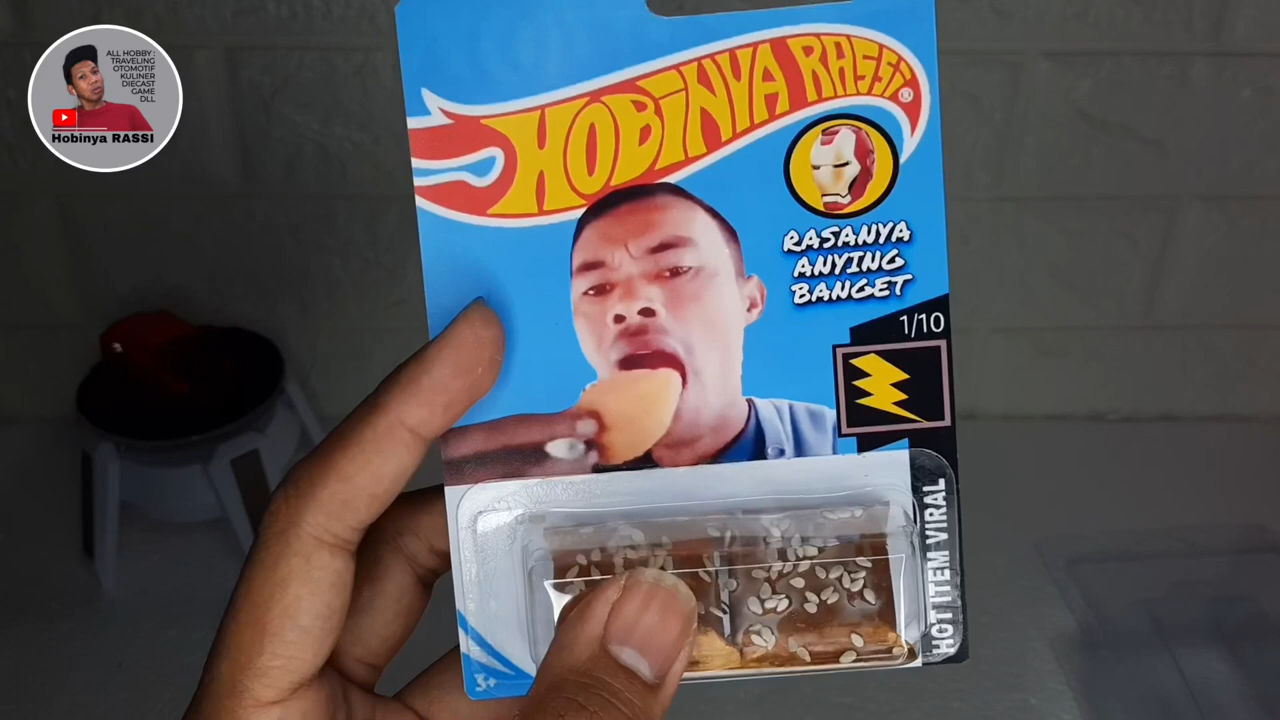 ALL HOBBY :
TRAVELING
OTOMOTIF
KULINER
DIECAST
GAME
DLL
Hobinya RASSI
HOBINYA RASSI ®
RASANYA
ANYING
BANGET
1/10
HOT ITEM VIRAL
3+